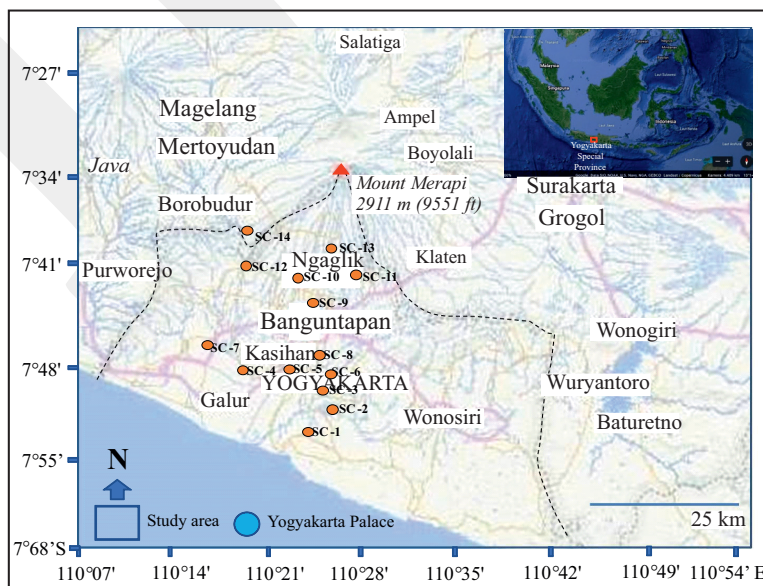 Salatiga
7°27'
Magelang
Mertoyudan
Ampel
Boyolali
Java
7°34'
Mount Merapi
2911 m (9551 ft)
Yogyakarta
Special
Province
Malaysia
Singapura
Indonesia
Surakarta
Grogol
Borobudur
SC-14
SC-13
7°41'
Purworejo
SC-12
Ngaglik
SC-10
SC-11
Klaten
SC-9
Banguntapan
Wonogiri
SC-7
SC-8
7°48'
Kasihan
SC-4
SC-5
SC-6
YOGYAKARTA
Wuryantoro
Galur
SC-3
SC-2
Wonosiri
Baturetno
SC-1
7°55'
N
Study area
Yogyakarta Palace
25 km
7°68'S
110°07'
110°14'
110°21'
110°28'
110°35'
110°42'
110°49'
110°54' E